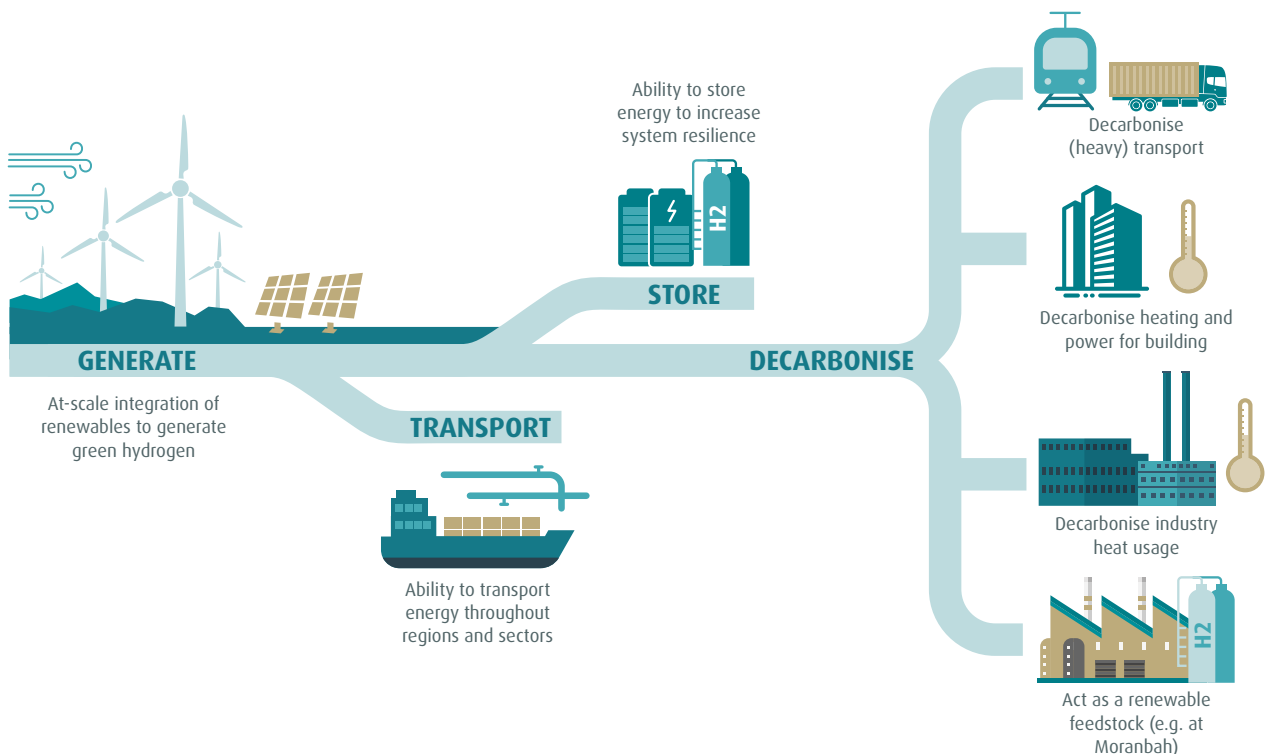 Ability to store
energy to increase
system resilience
H2
STORE
GENERATE
At-scale integration of
renewables to generate
green hydrogen
TRANSPORT
Ability to transport
energy throughout
regions and sectors
DECARBONISE
Decarbonise
(heavy) transport
Decarbonise heating and
power for building
Decarbonise industry
heat usage
H2
Act as a renewable
feedstock (e.g. at
Moranbah)